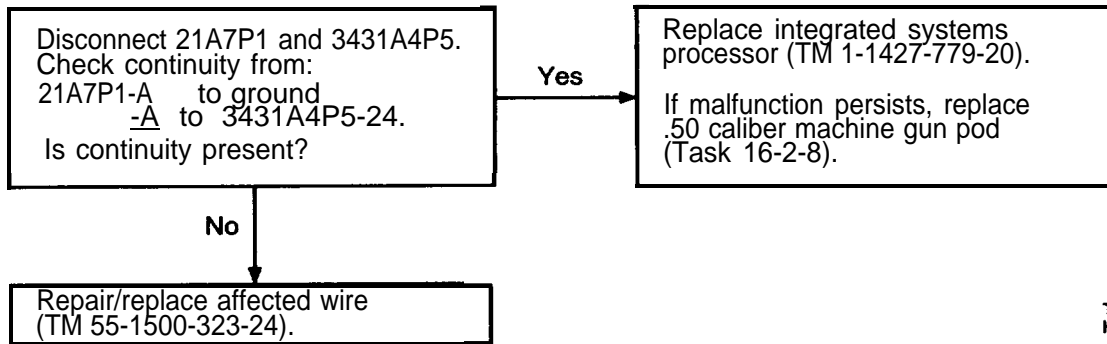 Disconnect 21A7P1 and 3431A4P5.
Check continuity from:
21A7P1-A to ground
-A to 3431A4P5-24.
Is continuity present?
Yes
Replace integrated systems
processor (TM 1-1427-779-20).
If malfunction persists, replace
.50 caliber machine gun pod
(Task 16-2-8).
No
Repair/replace affected wire
(TM 55-1500-323-24).